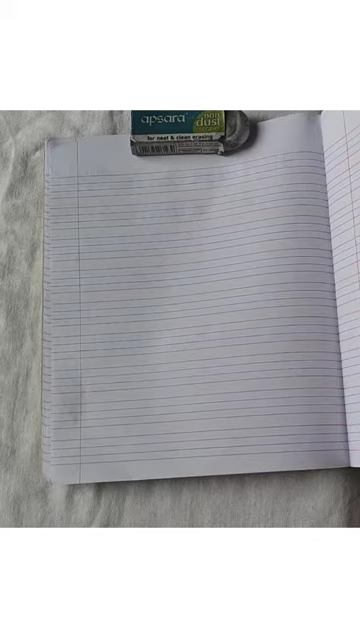 apsara
non
dust
for neat & clean erasing